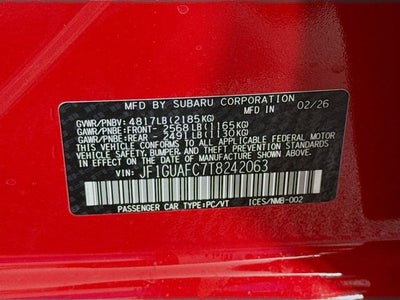 MFD. BY SUBARU CORPORATION 02/26
GVWR/PNBV: 4817LB(2185KG)
GAWR/PNBE:FRONT- 2568LB(1165KG)
GAWR/PNBE:REAR - 2491LB(1130KG)
THIS VEHICLE CONFORMS TO ALL APPLICABLE FEDERAL MOTOR
VEHICLE SAFETY, BUMPER, AND THEFT PREVENTION STANDARDS
IN EFFECT ON THE DATE OF MANUFACTURE SHOWN ABOVE.
VIN: JF1GUAFC7T8242063
PASSENGER CAR TYPE:PC/VT ICES/NMB-002